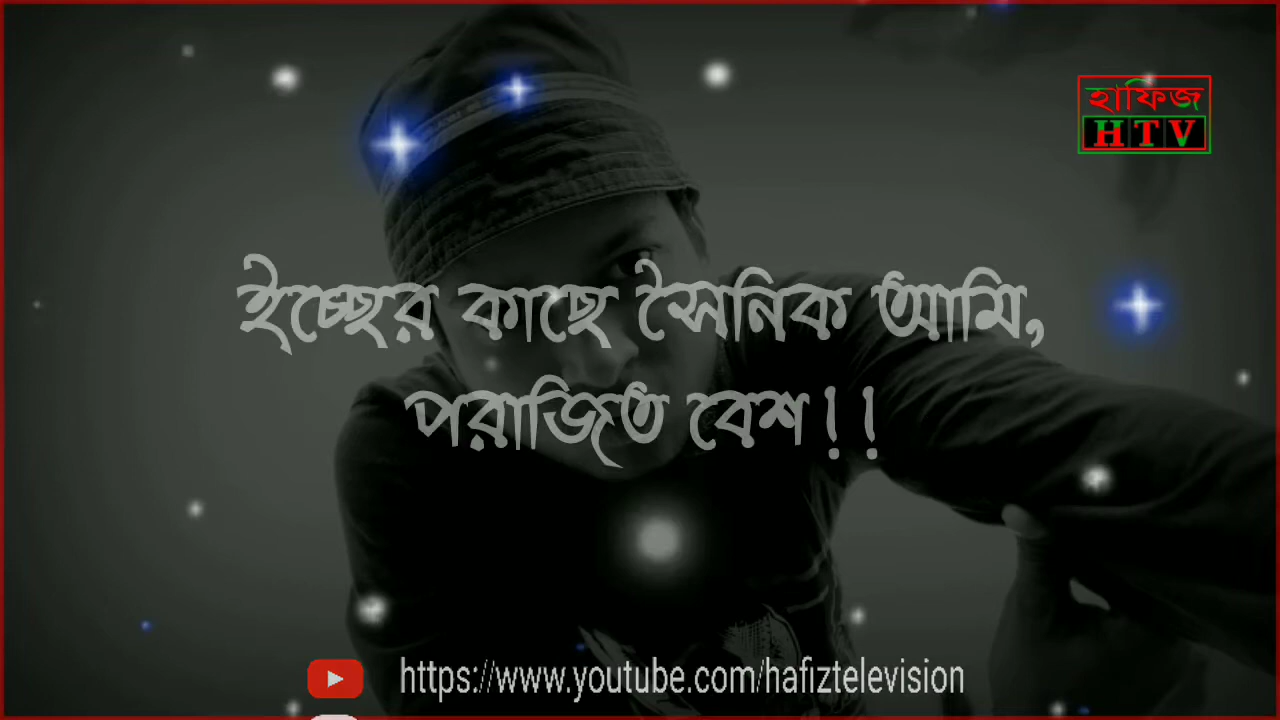 হাফিজ
HTV
ইচ্ছের কাছে সৈনিক আমি,
পরাজিত বেশ!!
https://www.youtube.com/hafiztelevision